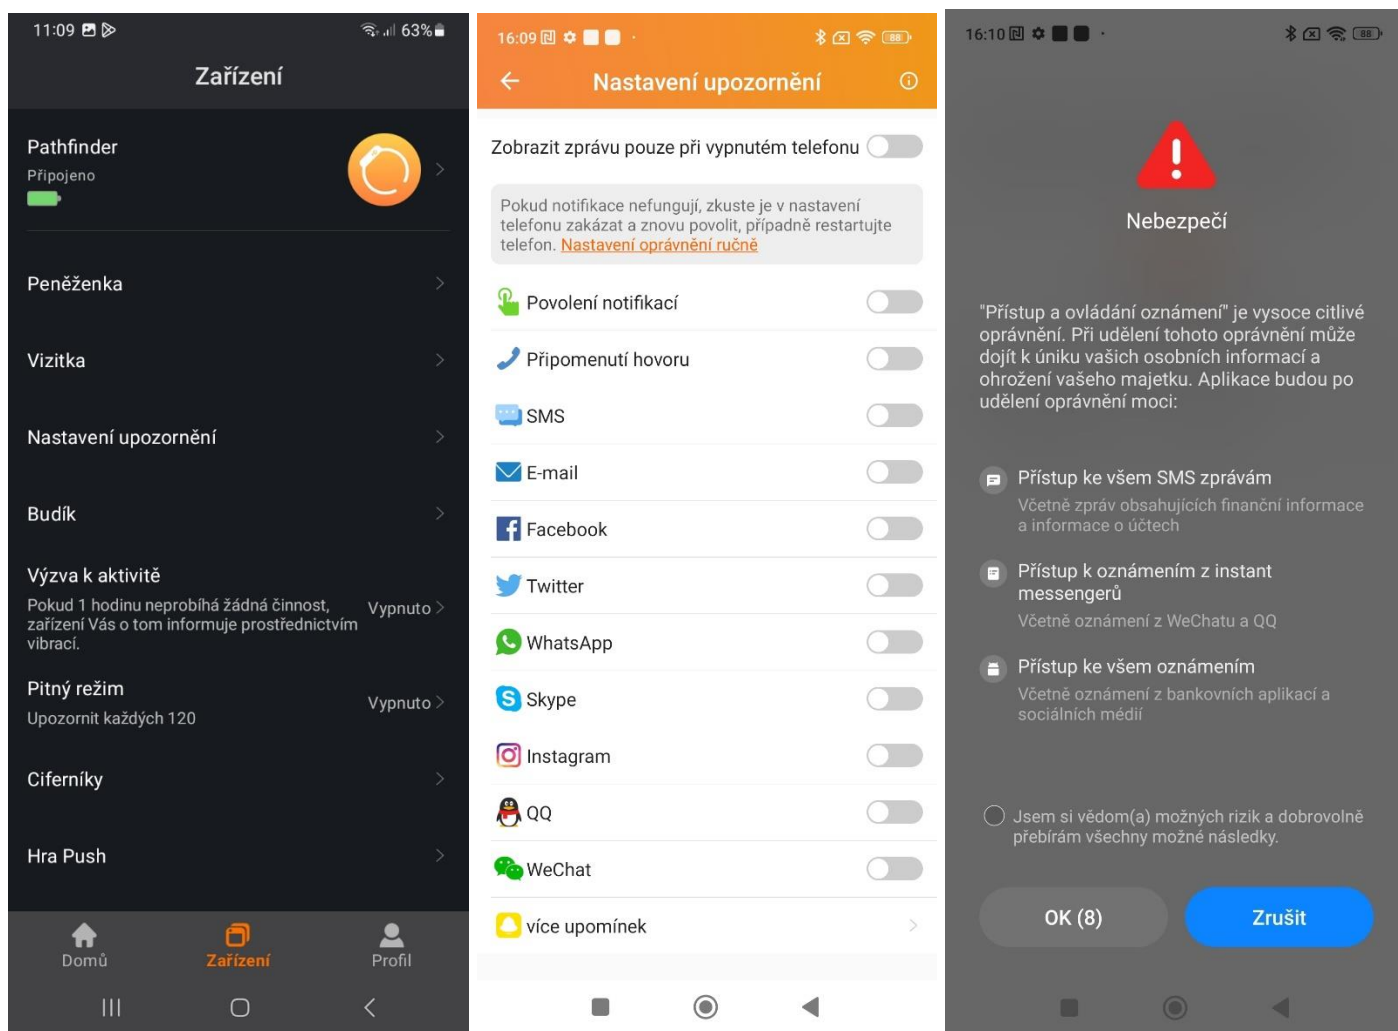 11:09
63%
Zařízení
Pathfinder
Připojeno
Peněženka
Vizitka
Nastavení upozornění
Budík
Výzva k aktivitě
Pokud 1 hodinu neprobíhá žádná činnost,
zařízení Vás o tom informuje prostřednictvím
vibrací.
Vypnuto
Pitný režim
Upozornit každých 120
Vypnuto
Ciferníky
Hra Push
Domů
Zařízení
Profil
16:09
88
Nastavení upozornění
Zobrazit zprávu pouze při vypnutém telefonu
Pokud notifikace nefungují, zkuste je v nastavení
telefonu zakázat a znovu povolit, případně restartujte
telefon. Nastavení oprávnění ručně
Povolení notifikací
Připomenutí hovoru
SMS
E-mail
Facebook
Twitter
WhatsApp
Skype
Instagram
QQ
WeChat
více upomínek
16:10
88
Nebezpečí
"Přístup a ovládání oznámení" je vysoce citlivé
oprávnění. Při udělení tohoto oprávnění může
dojít k úniku vašich osobních informací a
ohrožení vašeho majetku. Aplikace budou po
udělení oprávnění moci:
Přístup ke všem SMS zprávám
Včetně zpráv obsahujících finanční informace
a informace o účtech
Přístup k oznámením z instant
messengerů
Včetně oznámení z WeChatu a QQ
Přístup ke všem oznámením
Včetně oznámení z bankovních aplikací a
sociálních médií
Jsem si vědom(a) možných rizik a dobrovolně
přebírám všechny možné následky.
OK (8)
Zrušit